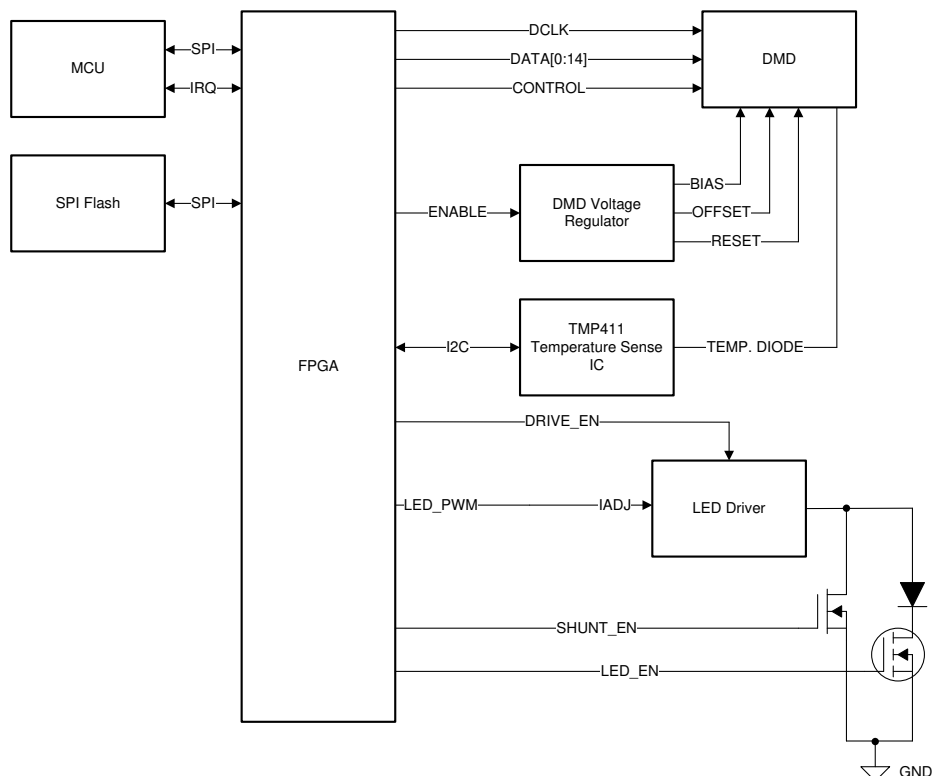 DCLK
MCU
SPI
DATA[0:14]
DMD
IRQ
CONTROL
SPI Flash
SPI
ENABLE
DMD Voltage
Regulator
BIAS
OFFSET
RESET
FPGA
I2C
TMP411
Temperature Sense
IC
TEMP. DIODE
DRIVE_EN
LED_PWM
IADJ
LED Driver
SHUNT_EN
LED_EN
GND